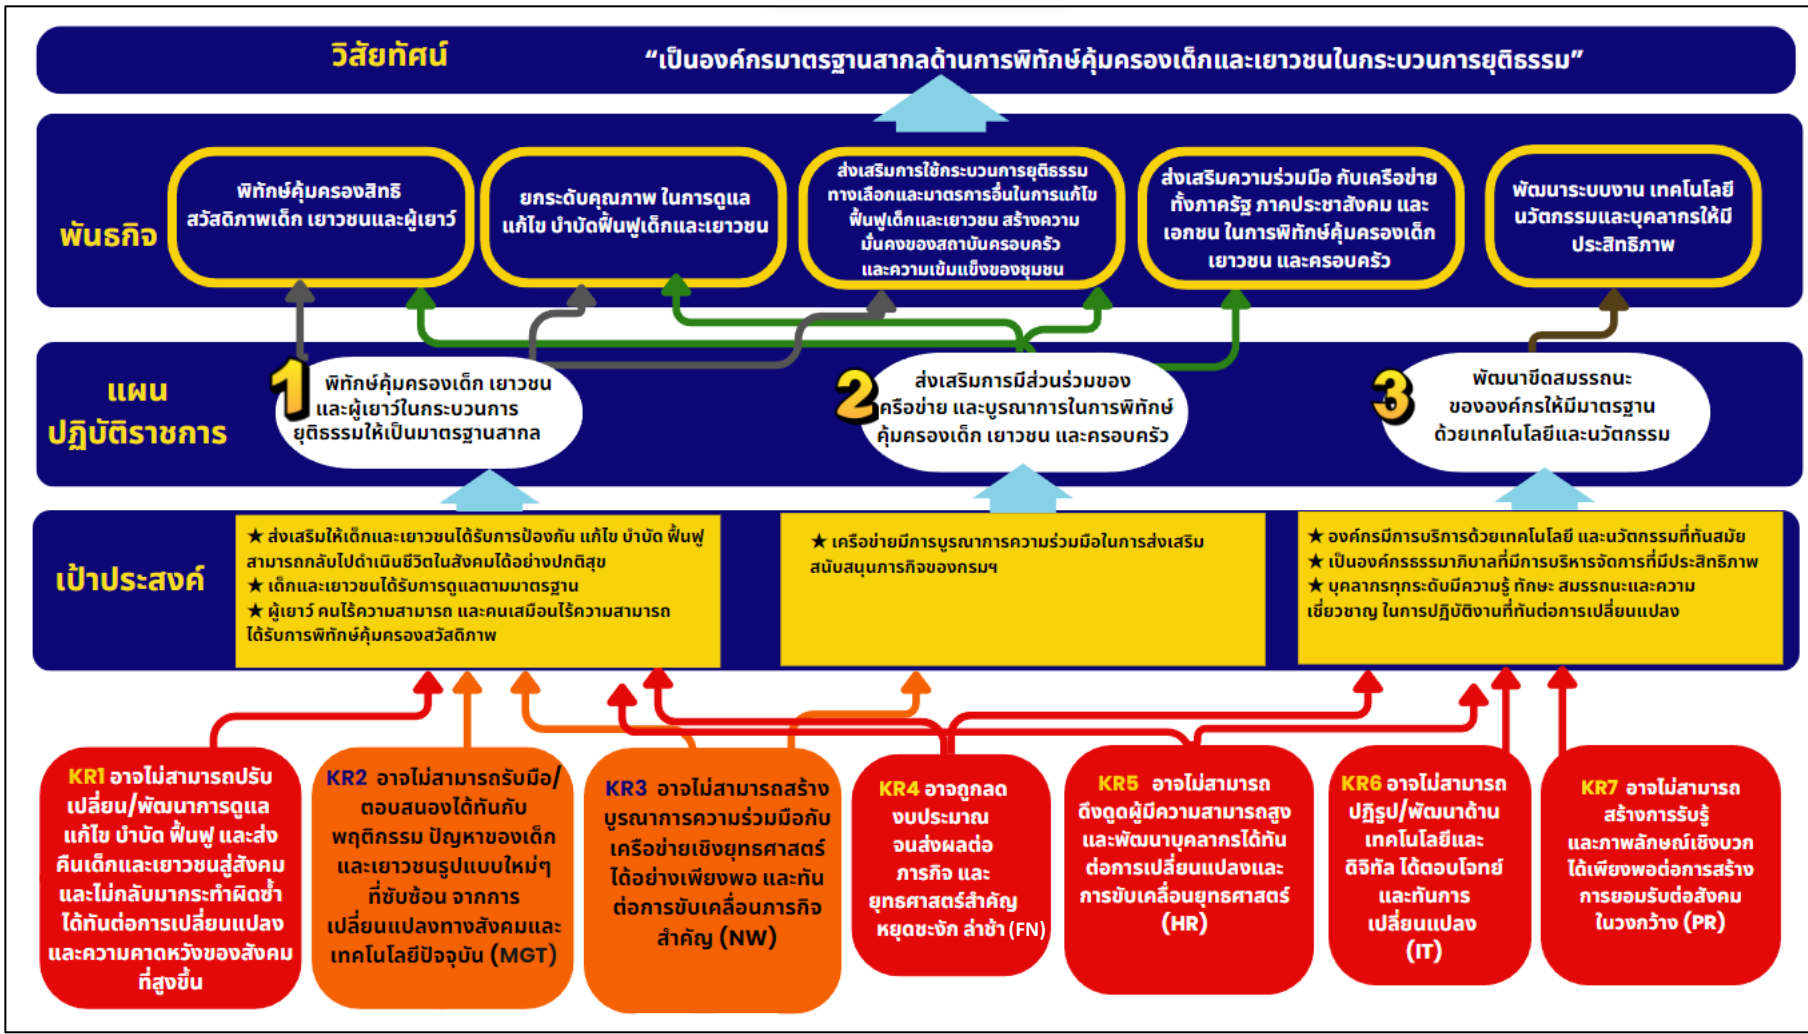 วิสัยทัศน์
“เป็นองค์กรมาตรฐานสากลด้านการพิทักษ์คุ้มครองเด็กและเยาวชนในกระบวนการยุติธรรม”
พันธกิจ
พิทักษ์คุ้มครองสิทธิ
สวัสดิภาพเด็ก เยาวชนและผู้เยาว์
ยกระดับคุณภาพ ในการดูแล
แก้ไข บำบัดฟื้นฟูเด็กและเยาวชน
ส่งเสริมการใช้กระบวนการยุติธรรม
ทางเลือกและมาตรการอื่นในการแก้ไข
ฟื้นฟูเด็กและเยาวชน สร้างความ
มั่นคงของสถาบันครอบครัว
และความเข้มแข็งของชุมชน
ส่งเสริมความร่วมมือ กับเครือข่าย
ทั้งภาครัฐ ภาคประชาสังคม และ
เอกชน ในการพิทักษ์คุ้มครองเด็ก
เยาวชน และครอบครัว
พัฒนาระบบงาน เทคโนโลยี
นวัตกรรมและบุคลากรให้มี
ประสิทธิภาพ
แผน
ปฏิบัติราชการ
1
พิทักษ์คุ้มครองเด็ก เยาวชน
และผู้เยาว์ในกระบวนการ
ยุติธรรมให้เป็นมาตรฐานสากล
2
ส่งเสริมการมีส่วนร่วมของ
ครือข่าย และบูรณาการในการพิทักษ์
คุ้มครองเด็ก เยาวชน และครอบครัว
3
พัฒนาขีดสมรรถนะ
ขององค์กรให้มีมาตรฐาน
ด้วยเทคโนโลยีและนวัตกรรม
เป้าประสงค์
★ ส่งเสริมให้เด็กและเยาวชนได้รับการป้องกัน แก้ไข บำบัด ฟื้นฟู
สามารถกลับไปดำเนินชีวิตในสังคมได้อย่างปกติสุข
★ เด็กและเยาวชนได้รับการดูแลตามมาตรฐาน
★ ผู้เยาว์ คนไร้ความสามารถ และคนเสมือนไร้ความสามารถ
ได้รับการพิทักษ์คุ้มครองสวัสดิภาพ
★ เครือข่ายมีการบูรณาการความร่วมมือในการส่งเสริม
สนับสนุนภารกิจของกรมฯ
★ องค์กรมีการบริการด้วยเทคโนโลยี และนวัตกรรมที่ทันสมัย
★ เป็นองค์กรธรรมาภิบาลที่มีการบริหารจัดการที่มีประสิทธิภาพ
★ บุคลากรทุกระดับมีความรู้ ทักษะ สมรรถนะและความ
เชี่ยวชาญ ในการปฏิบัติงานที่ทันต่อการเปลี่ยนแปลง
KR1 อาจไม่สามารถปรับ
เปลี่ยน/พัฒนาการดูแล
แก้ไข บำบัด ฟื้นฟู และส่ง
คืนเด็กและเยาวชนสู่สังคม
และไม่กลับมากระทำผิดซ้ำ
ได้ทันต่อการเปลี่ยนแปลง
และความคาดหวังของสังคม
ที่สูงขึ้น
KR2 อาจไม่สามารถรับมือ/
ตอบสนองได้ทันกับ
พฤติกรรม ปัญหาของเด็ก
และเยาวชนรูปแบบใหม่ๆ
ที่ซับซ้อน จากการ
เปลี่ยนแปลงทางสังคมและ
เทคโนโลยีปัจจุบัน (MGT)
KR3 อาจไม่สามารถสร้าง
บูรณาการความร่วมมือกับ
เครือข่ายเชิงยุทธศาสตร์
ได้อย่างเพียงพอ และทัน
ต่อการขับเคลื่อนภารกิจ
สำคัญ (NW)
KR4 อาจถูกลด
งบประมาณ
จนส่งผลต่อ
ภารกิจ และ
ยุทธศาสตร์สำคัญ
หยุดชะงัก ล่าช้า (FN)
KR5 อาจไม่สามารถ
ดึงดูดผู้มีความสามารถสูง
และพัฒนาบุคลากรได้ทัน
ต่อการเปลี่ยนแปลงและ
การขับเคลื่อนยุทธศาสตร์
(HR)
KR6 อาจไม่สามารถ
ปฏิรูป/พัฒนาด้าน
เทคโนโลยีและ
ดิจิทัล ได้ตอบโจทย์
และทันการ
เปลี่ยนแปลง
(IT)
KR7 อาจไม่สามารถ
สร้างการรับรู้
และภาพลักษณ์เชิงบวก
ได้เพียงพอต่อการสร้าง
การยอมรับต่อสังคม
ในวงกว้าง (PR)